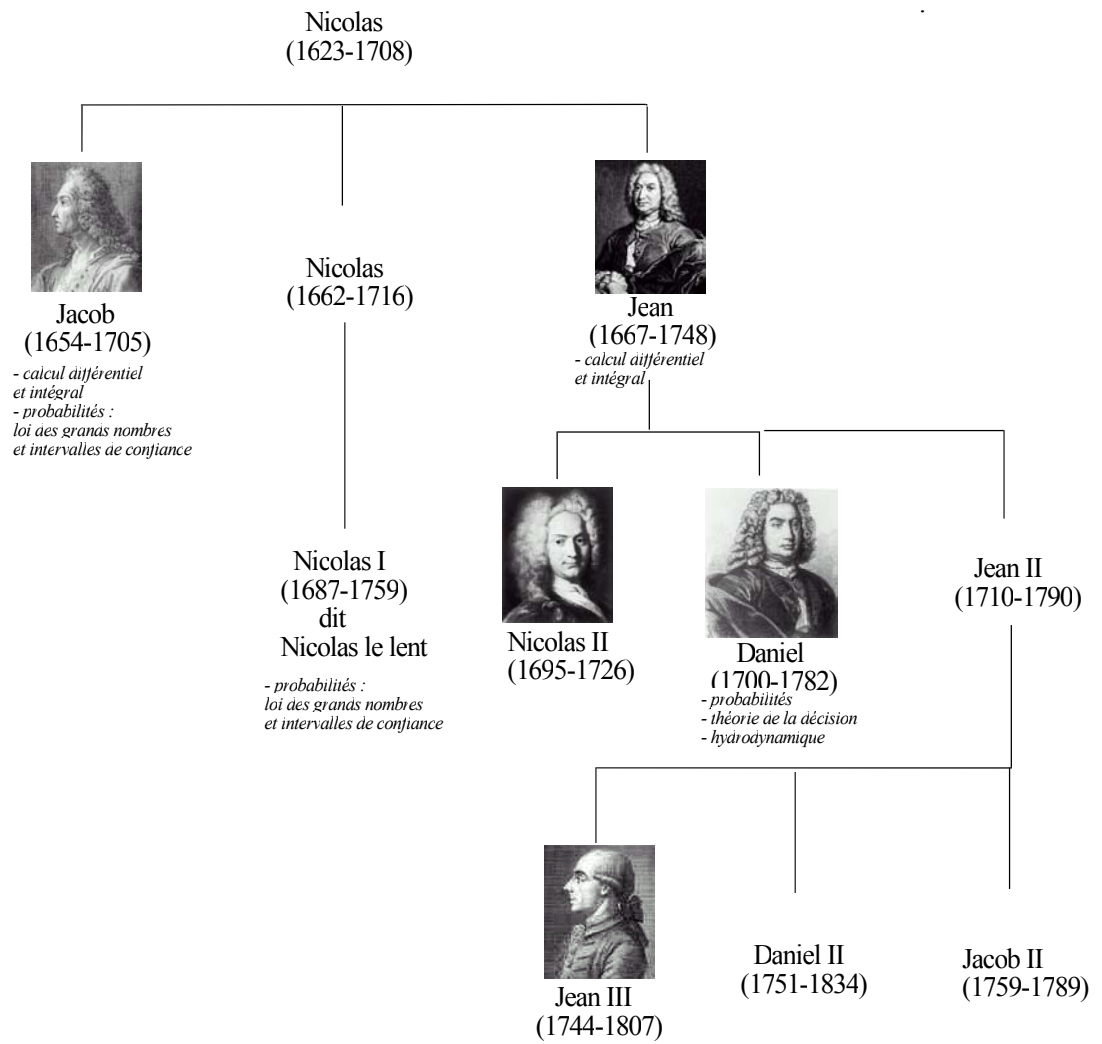 Nicolas
(1623-1708)
Jacob
(1654-1705)
- calcul différentiel
et intégral
- probabilités :
loi des grands nombres
et intervalles de confiance
Nicolas
(1662-1716)
Jean
(1667-1748)
- calcul différentiel
et intégral
Nicolas I
(1687-1759)
dit
Nicolas le lent
- probabilités :
loi des grands nombres
et intervalles de confiance
Nicolas II
(1695-1726)
Daniel
(1700-1782)
- probabilités
- théorie de la décision
- hydrodynamique
Jean II
(1710-1790)
Jean III
(1744-1807)
Daniel II
(1751-1834)
Jacob II
(1759-1789)